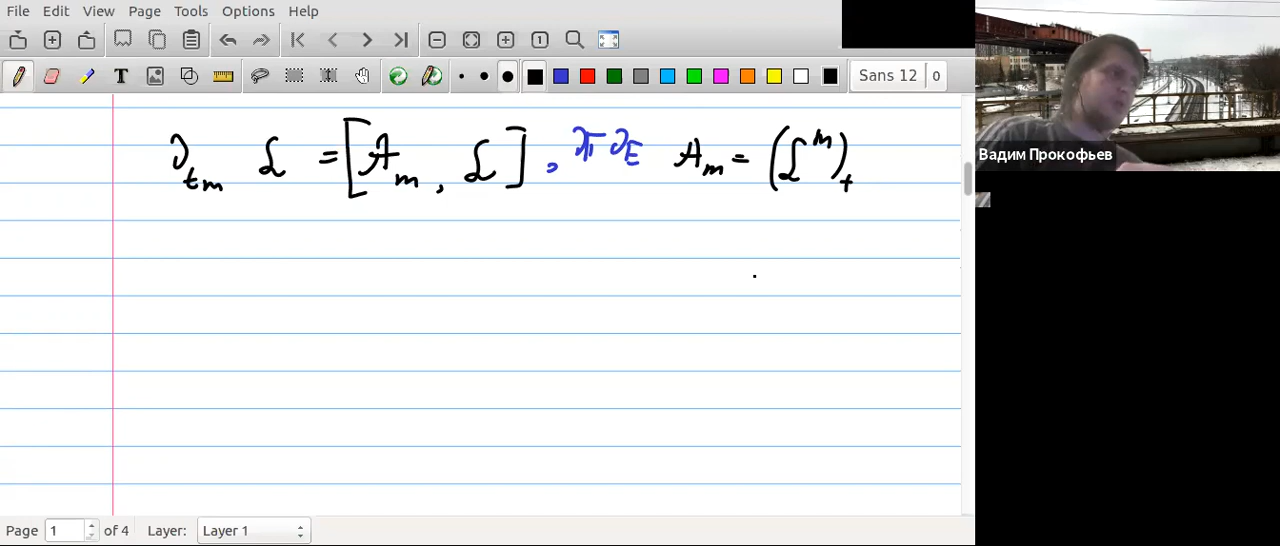 File Edit View Page Tools Options Help
T Sans 12 0
∂_{t_m} 𝓛 = [𝓐_m, 𝓛], где 𝓐_m = (𝓛^m)_+
Вадим Прокофьев
Page 1 of 4 Layer: Layer 1